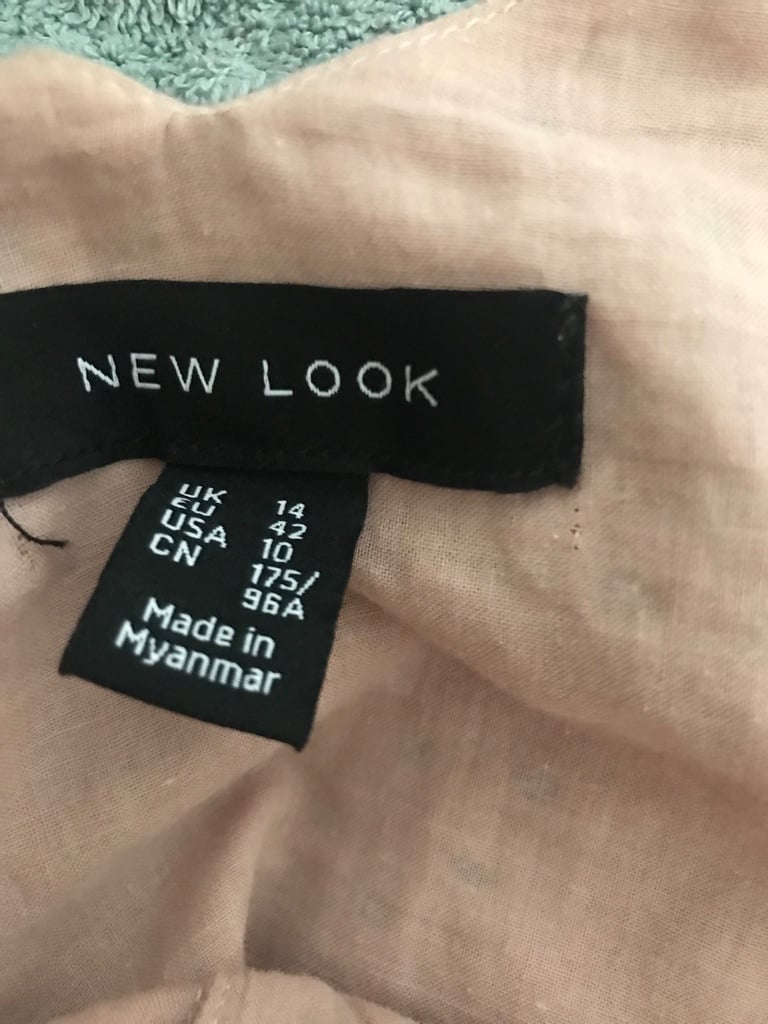 NEW LOOK
UK 14
EU 42
USA 10
CN 175/
96A
Made in
Myanmar